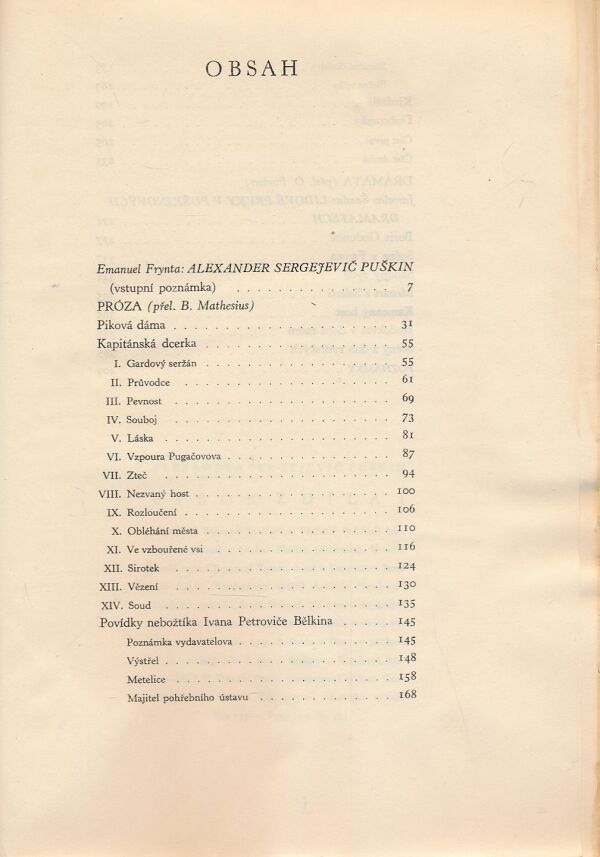 OBSAH
Emanuel Frynta: ALEXANDER SERGEJEVIČ PUŠKIN
(vstupní poznámka) . . . . . . . . . . . . 7
PRÓZA (přel. B. Mathesius)
Piková dáma . . . . . . . . . . . . . . . . 31
Kapitánská dcerka . . . . . . . . . . . . . . 55
I. Gardový seržán . . . . . . . . . . . . . . 55
II. Průvodce . . . . . . . . . . . . . . . . 61
III. Pevnost . . . . . . . . . . . . . . . . 69
IV. Souboj . . . . . . . . . . . . . . . . 73
V. Láska . . . . . . . . . . . . . . . . 81
VI. Vzpoura Pugačovova . . . . . . . . . . . . 87
VII. Zteč . . . . . . . . . . . . . . . . 94
VIII. Nezvaný host . . . . . . . . . . . . . . 100
IX. Rozloučení . . . . . . . . . . . . . . 106
X. Obléhání města . . . . . . . . . . . . . 110
XI. Ve vzbouřené vsi . . . . . . . . . . . . . 116
XII. Sirotek . . . . . . . . . . . . . . . . 124
XIII. Vězení . . . . . . . . . . . . . . . . 130
XIV. Soud . . . . . . . . . . . . . . . . 135
Povídky nebožtíka Ivana Petroviče Bělkina . . . . . 145
Poznámka vydavatelova . . . . . . . . . . . 145
Výstřel . . . . . . . . . . . . . . . . 148
Metelice . . . . . . . . . . . . . . . . 158
Majitel pohřebního ústavu . . . . . . . . . . 168